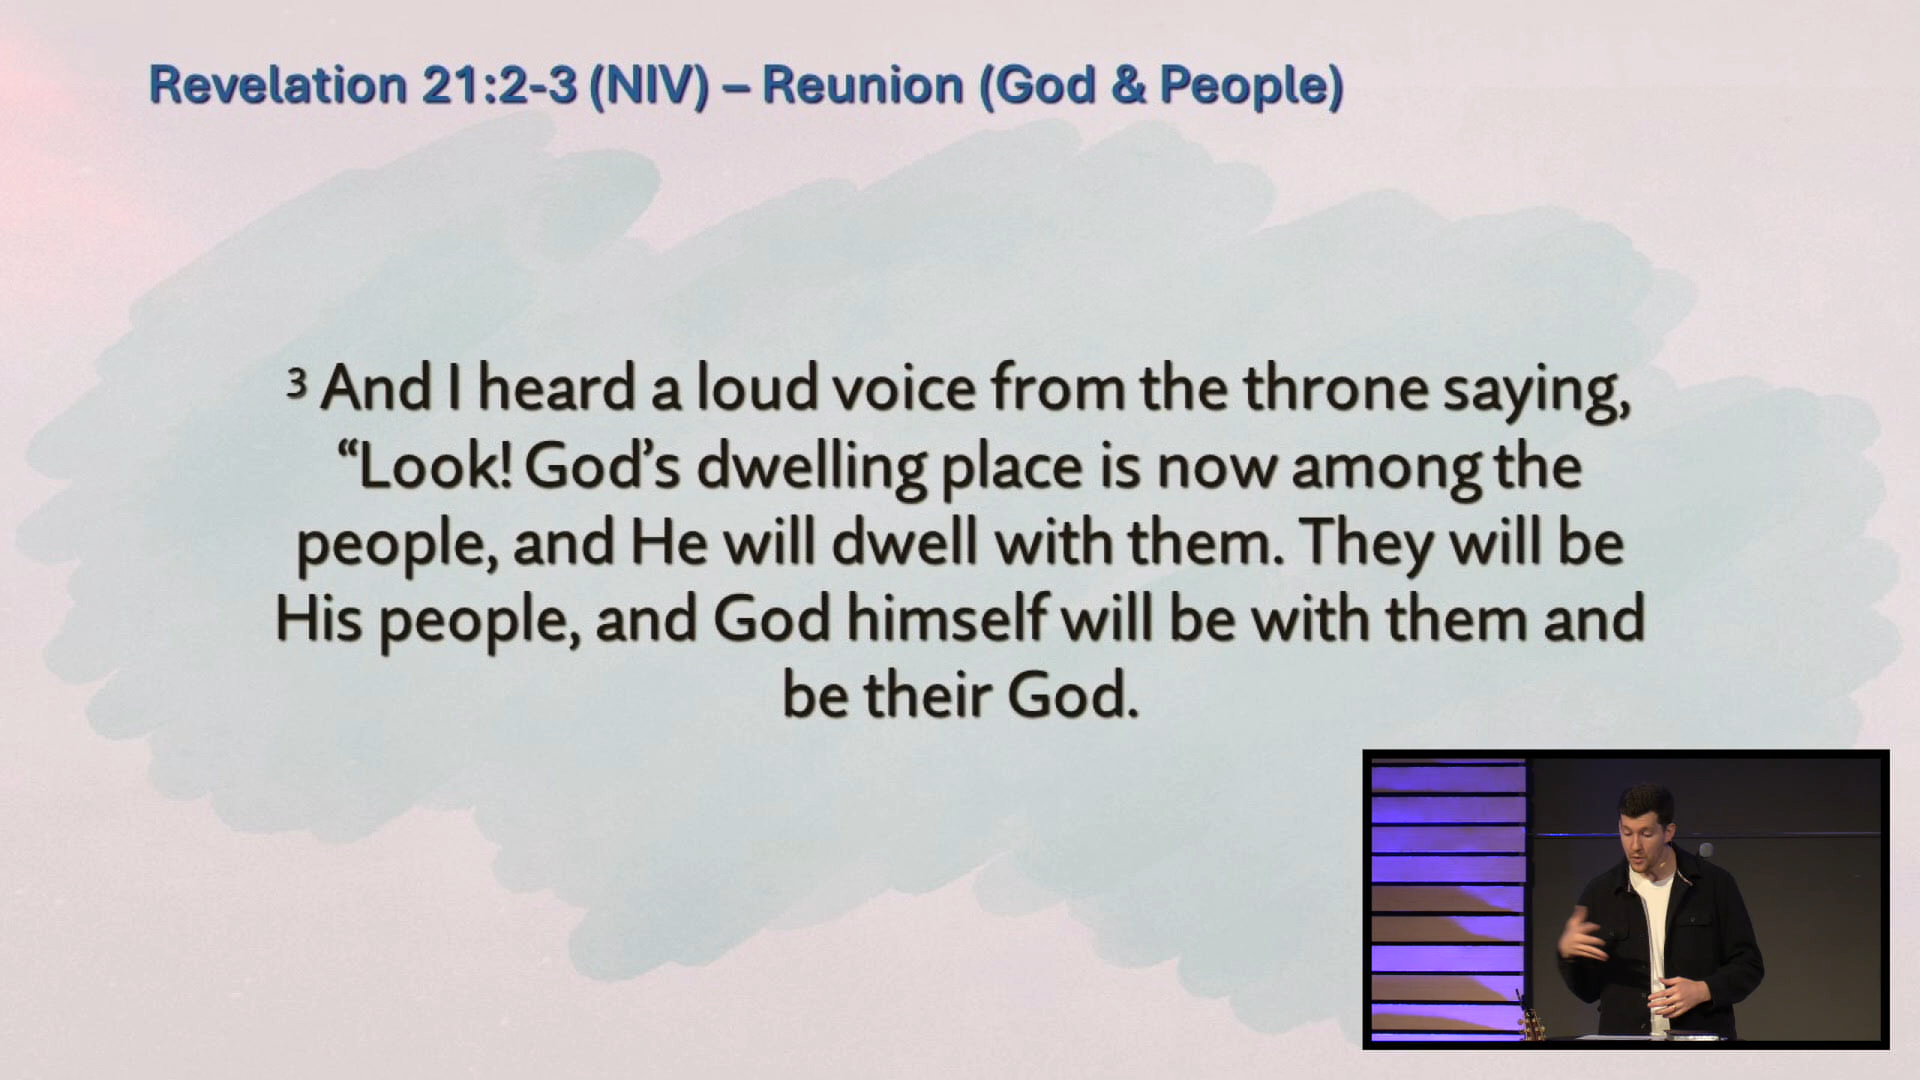 Revelation 21:2-3 (NIV) – Reunion (God & People)
³ And I heard a loud voice from the throne saying,
“Look! God’s dwelling place is now among the
people, and He will dwell with them. They will be
His people, and God himself will be with them and
be their God.